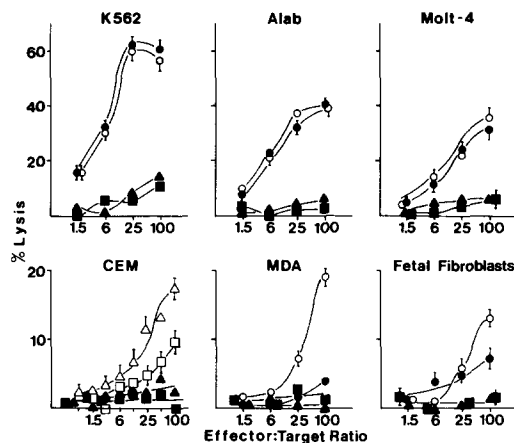 K562 Alab Molt-4
60
40
20
% Lysis
1.5 6 25 100 1.5 6 25 100 1.5 6 25 100
CEM MDA Fetal Fibroblasts
20
10
1.5 6 25 100 1.5 6 25 100 1.5 6 25 100
Effector:Target Ratio